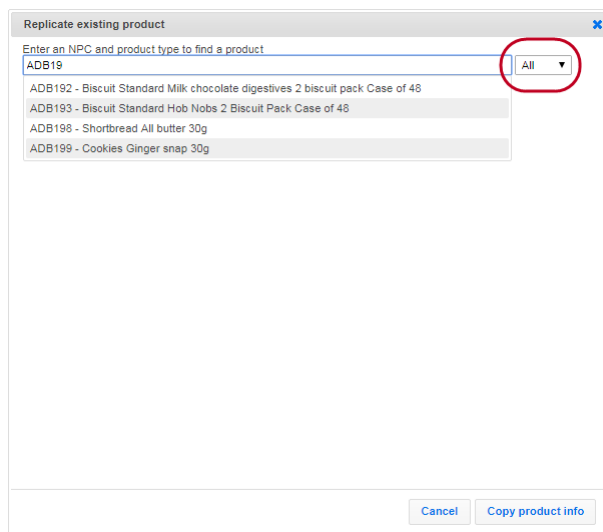 Replicate existing product
Enter an NPC and product type to find a product
ADB19 All
ADB192 - Biscuit Standard Milk chocolate digestives 2 biscuit pack Case of 48
ADB193 - Biscuit Standard Hob Nobs 2 Biscuit Pack Case of 48
ADB198 - Shortbread All butter 30g
ADB199 - Cookies Ginger snap 30g
Cancel Copy product info